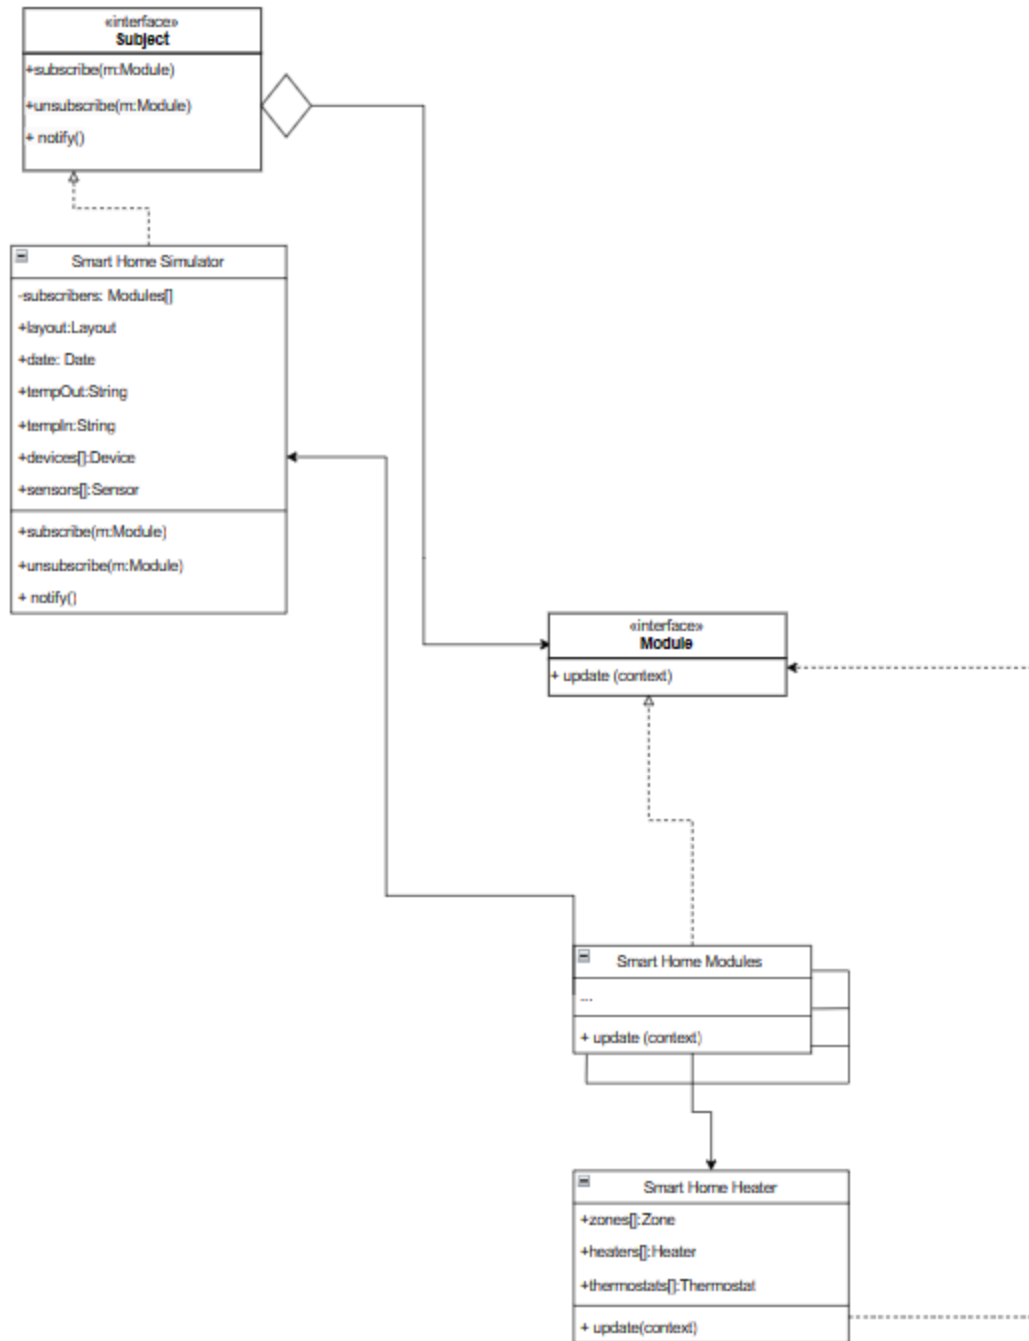 «interface»
Subject
+subscribe(m:Module)
+unsubscribe(m:Module)
+ notify()
Smart Home Simulator
-subscribers: Modules[]
+layout:Layout
+date: Date
+tempOut:String
+tempIn:String
+devices[]:Device
+sensors[]:Sensor
+subscribe(m:Module)
+unsubscribe(m:Module)
+ notify()
«interface»
Module
+ update (context)
Smart Home Modules
...
+ update (context)
Smart Home Heater
+zones[]:Zone
+heaters[]:Heater
+thermostats[]:Thermostat
+ update(context)